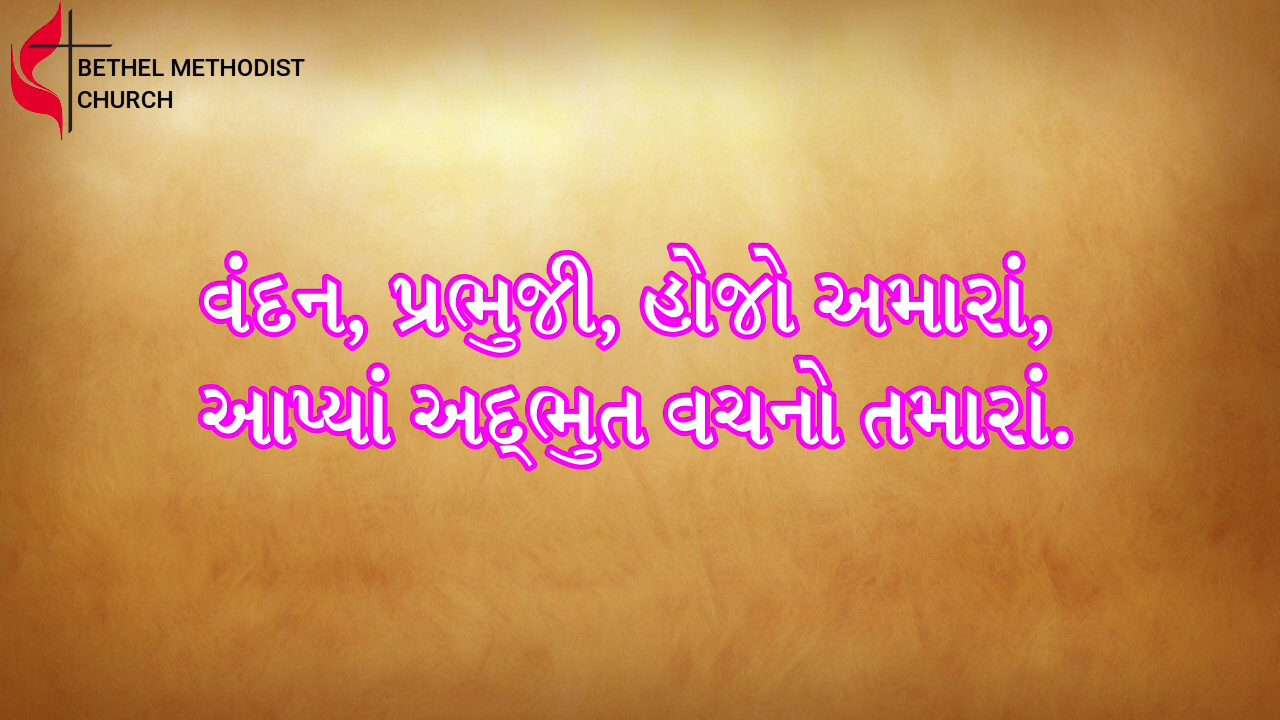 BETHEL METHODIST
CHURCH
વંદન, પ્રભુજી, હોજો અમારાં,
આપ્યાં અદ્ભુત વચનો તમારાં.